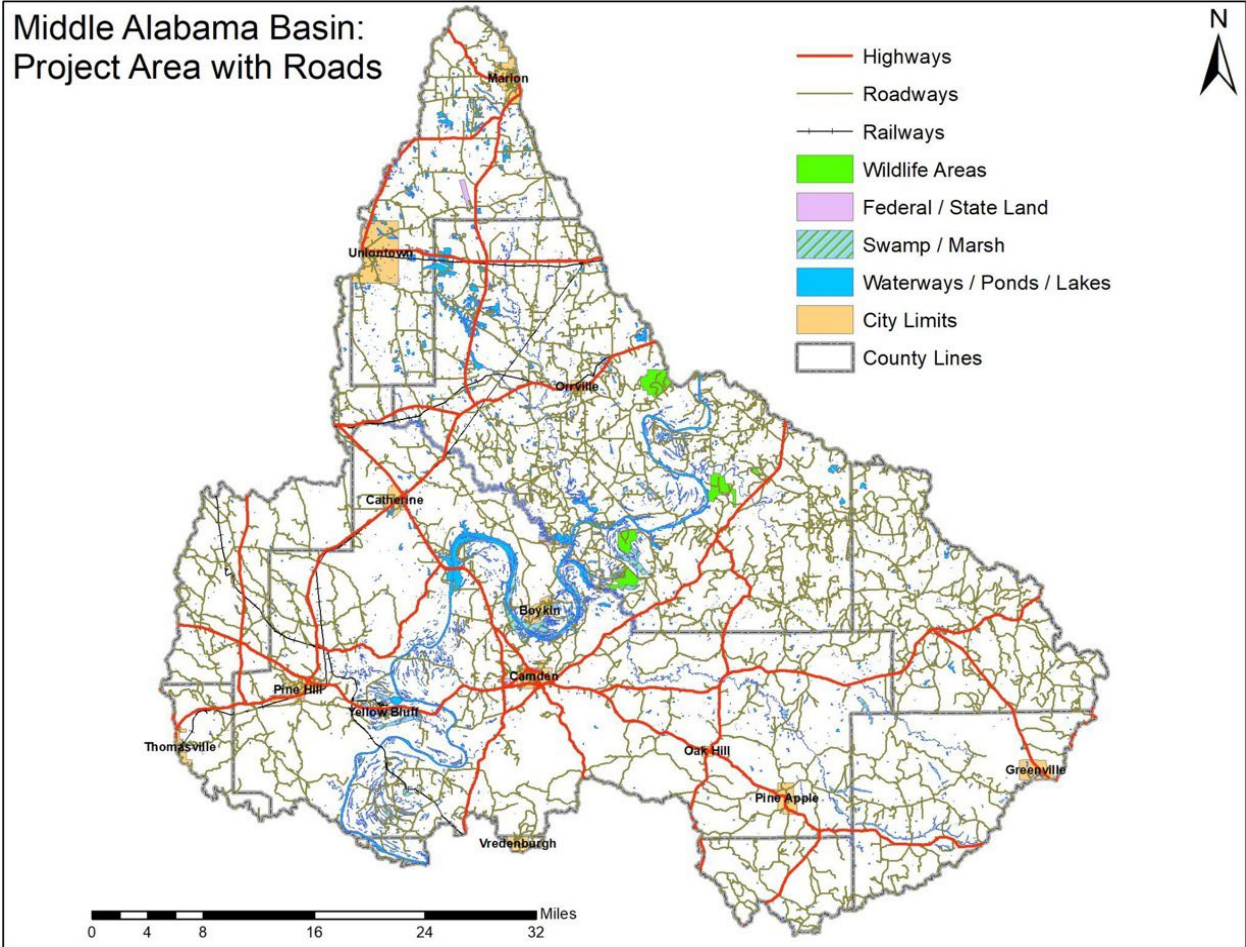 Middle Alabama Basin:
Project Area with Roads
N
Highways
Roadways
Railways
Wildlife Areas
Federal / State Land
Swamp / Marsh
Waterways / Ponds / Lakes
City Limits
County Lines
Marion
Uniontown
Orrville
Catherine
Boykin
Camden
Pine Hill
Yellow Bluff
Thomasville
Oak Hill
Greenville
Pine Apple
Vredenburgh
Miles
0 4 8 16 24 32